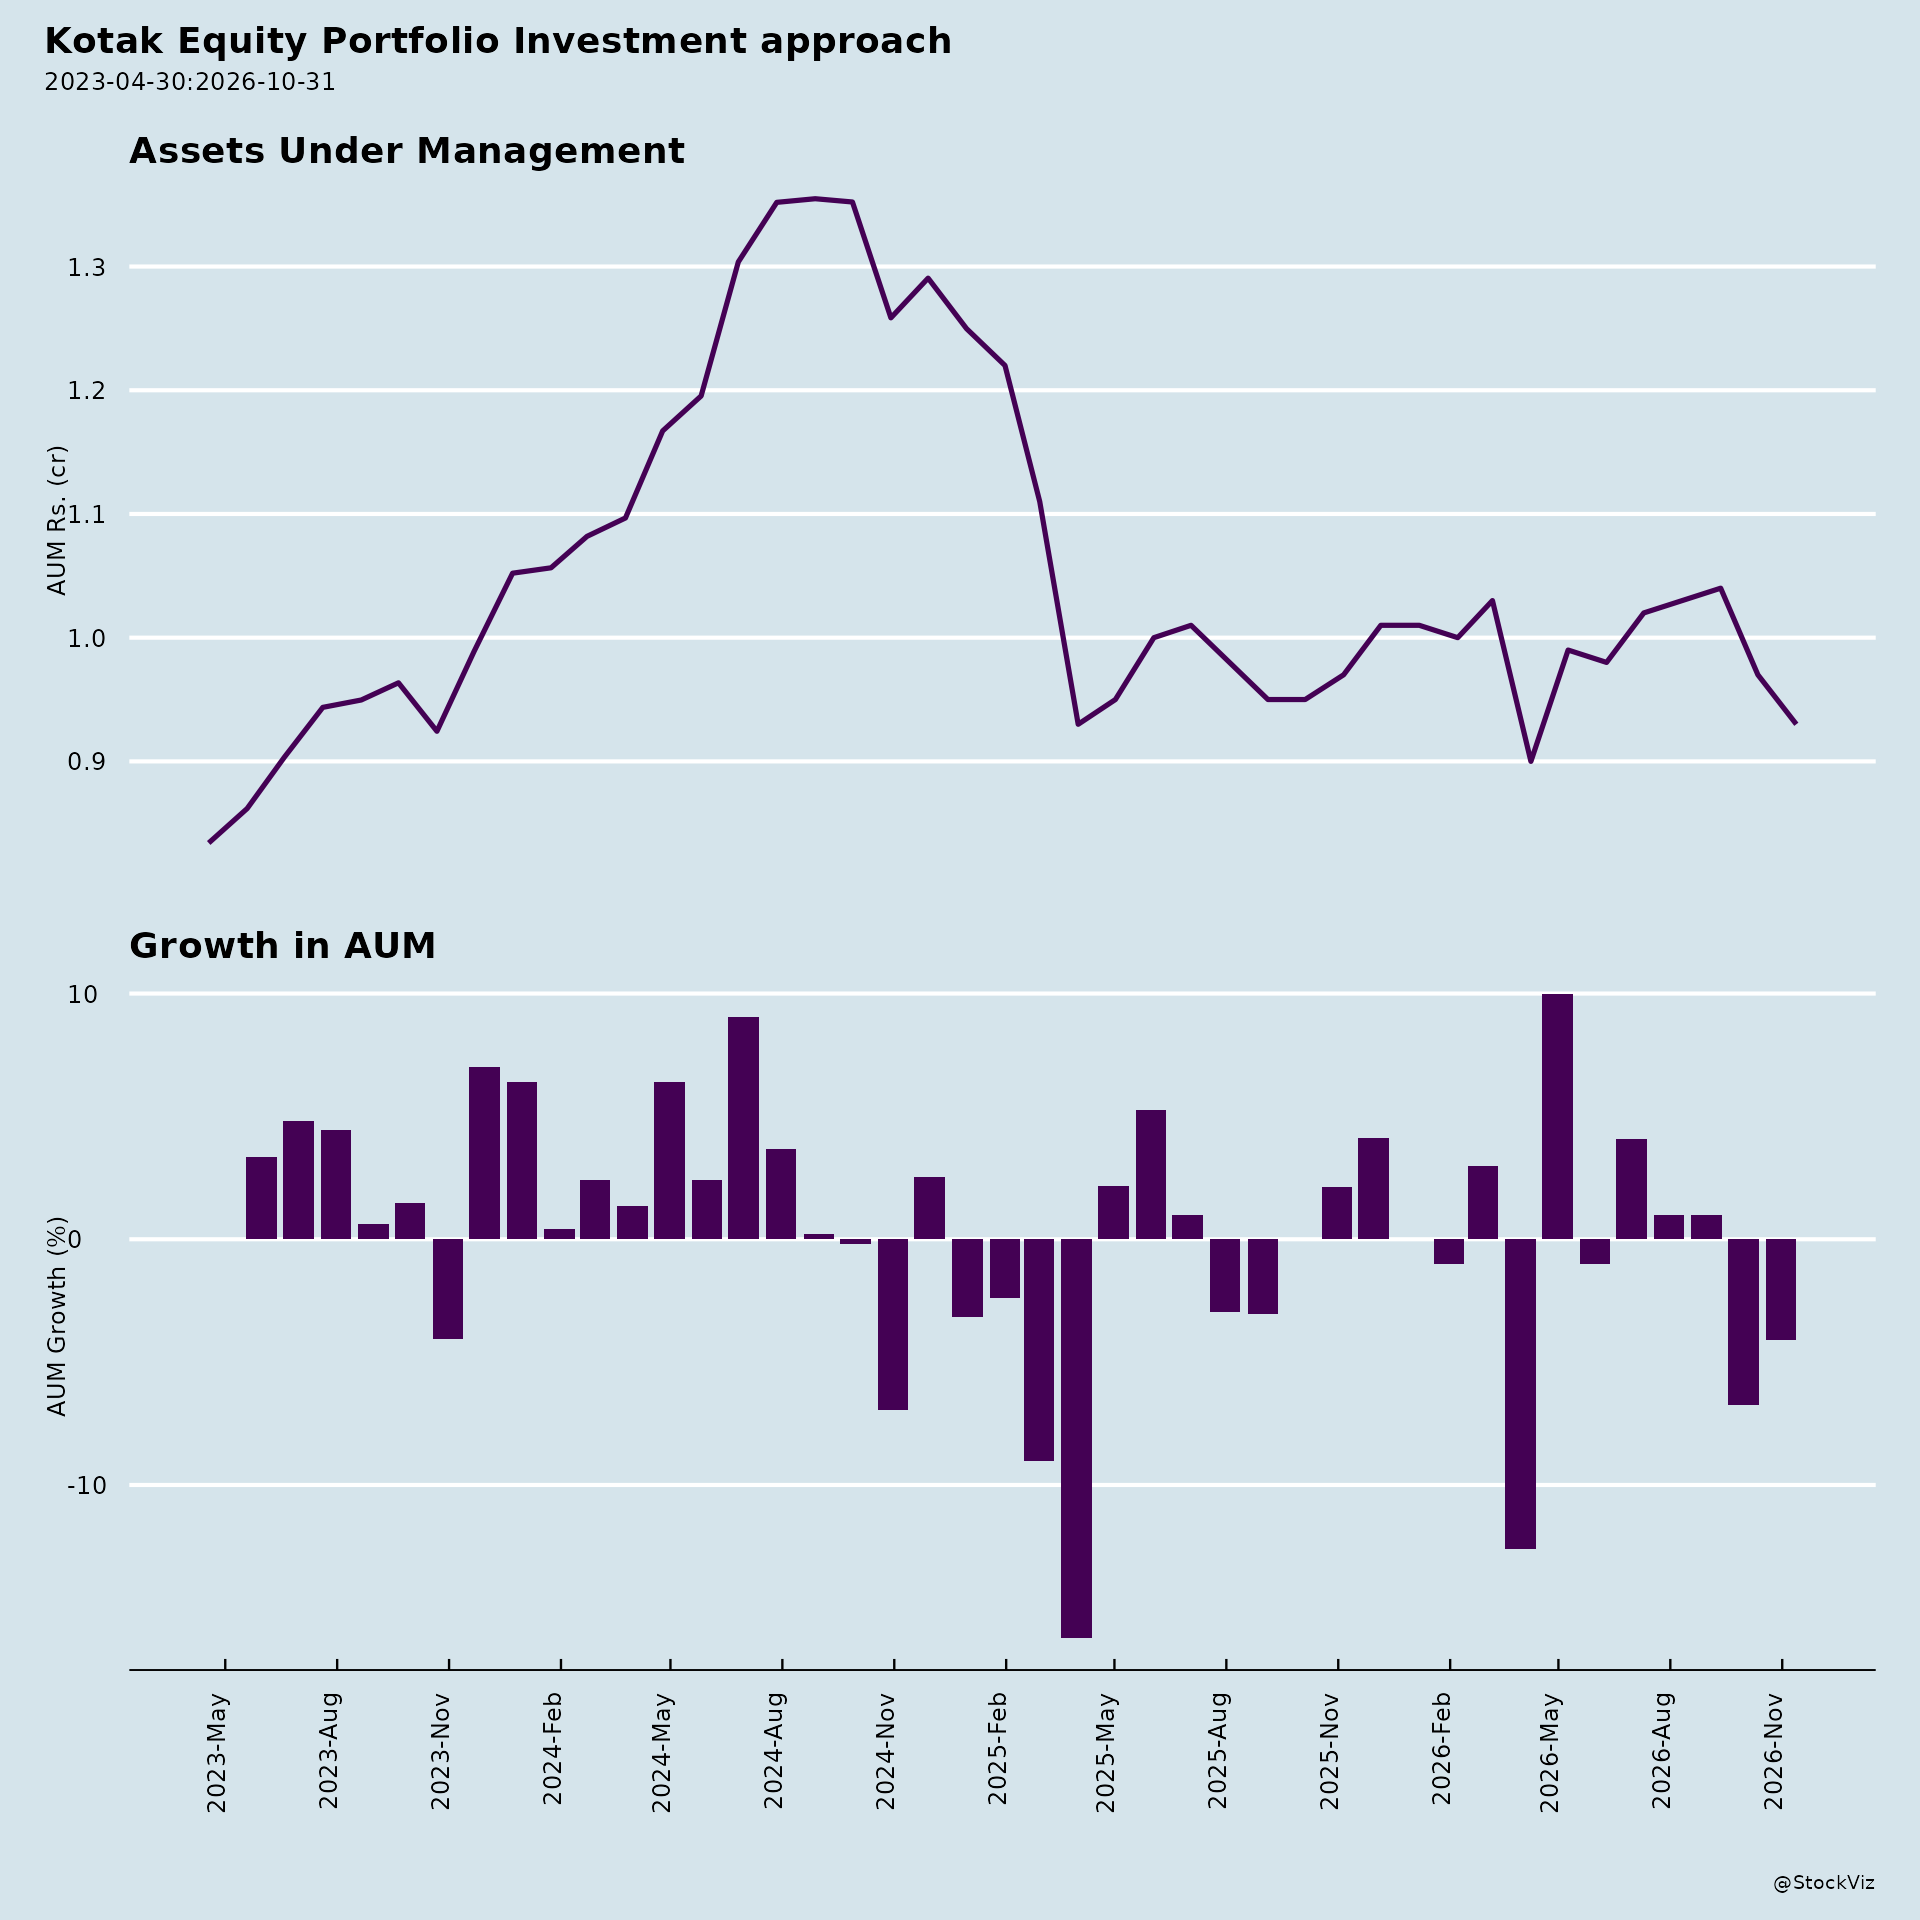 Kotak Equity Portfolio Investment approach
2023-04-30:2026-10-31
Assets Under Management
AUM Rs. (cr)
1.3
1.2
1.1
1.0
0.9
Growth in AUM
AUM Growth (%)
10
0
-10
2023-May
2023-Aug
2023-Nov
2024-Feb
2024-May
2024-Aug
2024-Nov
2025-Feb
2025-May
2025-Aug
2025-Nov
2026-Feb
2026-May
2026-Aug
2026-Nov
@StockViz